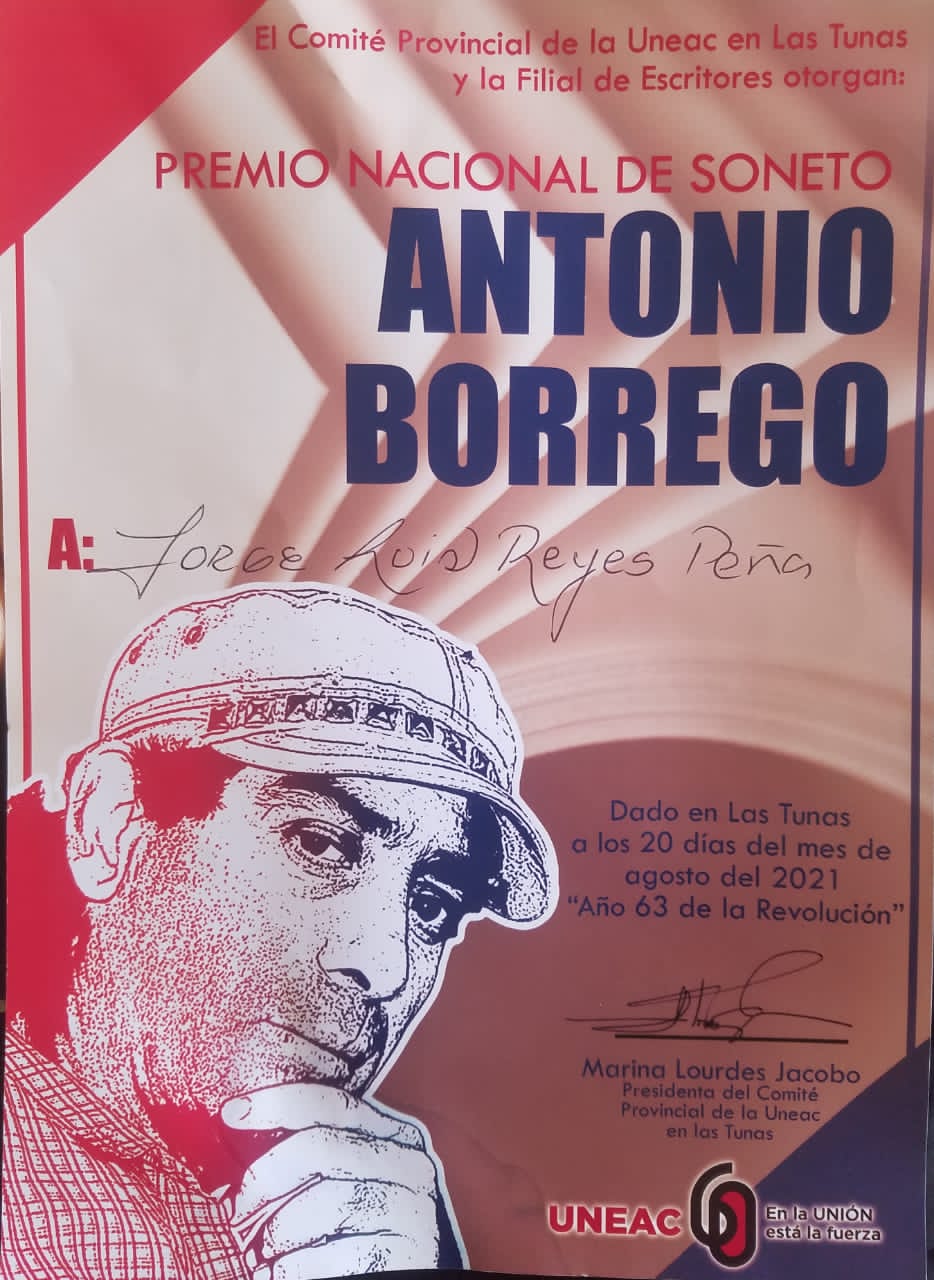 El Comité Provincial de la Uneac en Las Tunas
y la Filial de Escritores otorgan:
PREMIO NACIONAL DE SONETO
ANTONIO
BORREGO
A: Jorge Luis Reyes Peña
Dado en Las Tunas
a los 20 días del mes de
agosto del 2021
“Año 63 de la Revolución”
Marina Lourdes Jacobo
Presidenta del Comité
Provincial de la Uneac
en las Tunas
UNEAC 60 En la UNIÓN
está la fuerza